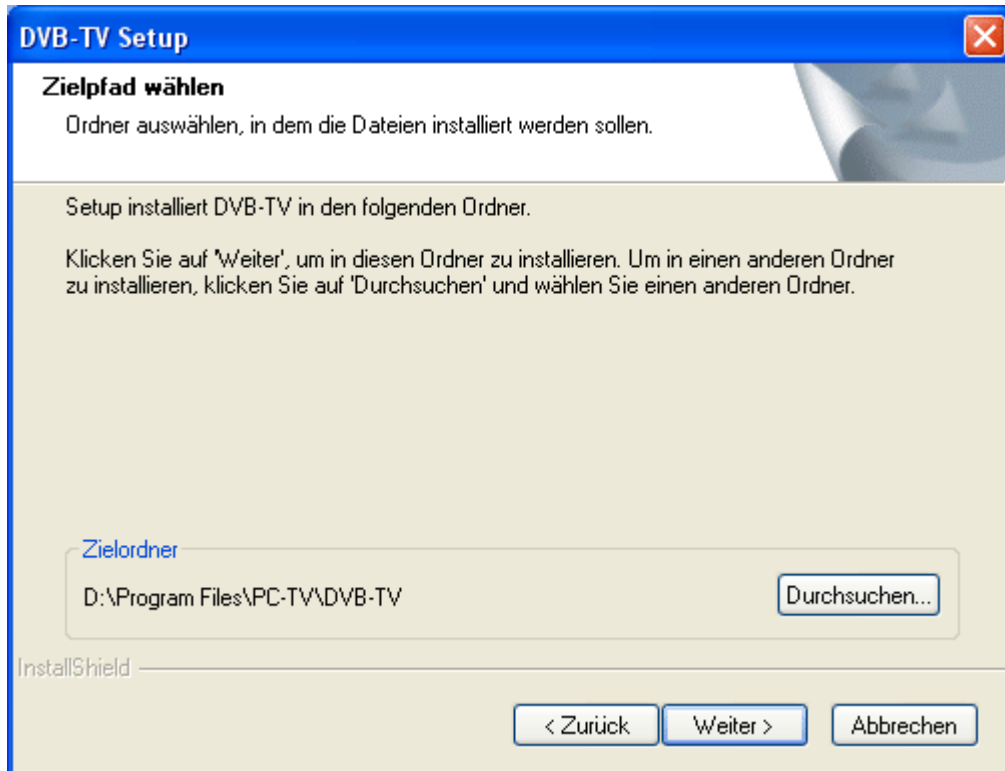 DVB-TV Setup
Zielpfad wählen
Ordner auswählen, in dem die Dateien installiert werden sollen.
Setup installiert DVB-TV in den folgenden Ordner.
Klicken Sie auf 'Weiter', um in diesen Ordner zu installieren. Um in einen anderen Ordner
zu installieren, klicken Sie auf 'Durchsuchen' und wählen Sie einen anderen Ordner.
Zielordner
D:\Program Files\PC-TV\DVB-TV
Durchsuchen...
InstallShield
< Zurück
Weiter >
Abbrechen